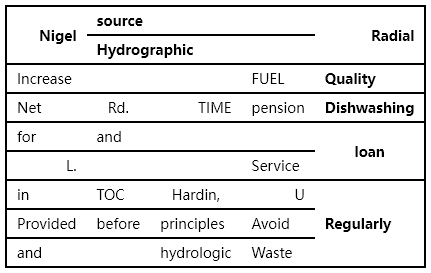 Nigel source Radial
Hydrographic
Increase FUEL Quality
Net Rd. TIME pension Dishwashing
for and loan
L. Service
in TOC Hardin, U Regularly
Provided before principles Avoid
and hydrologic Waste